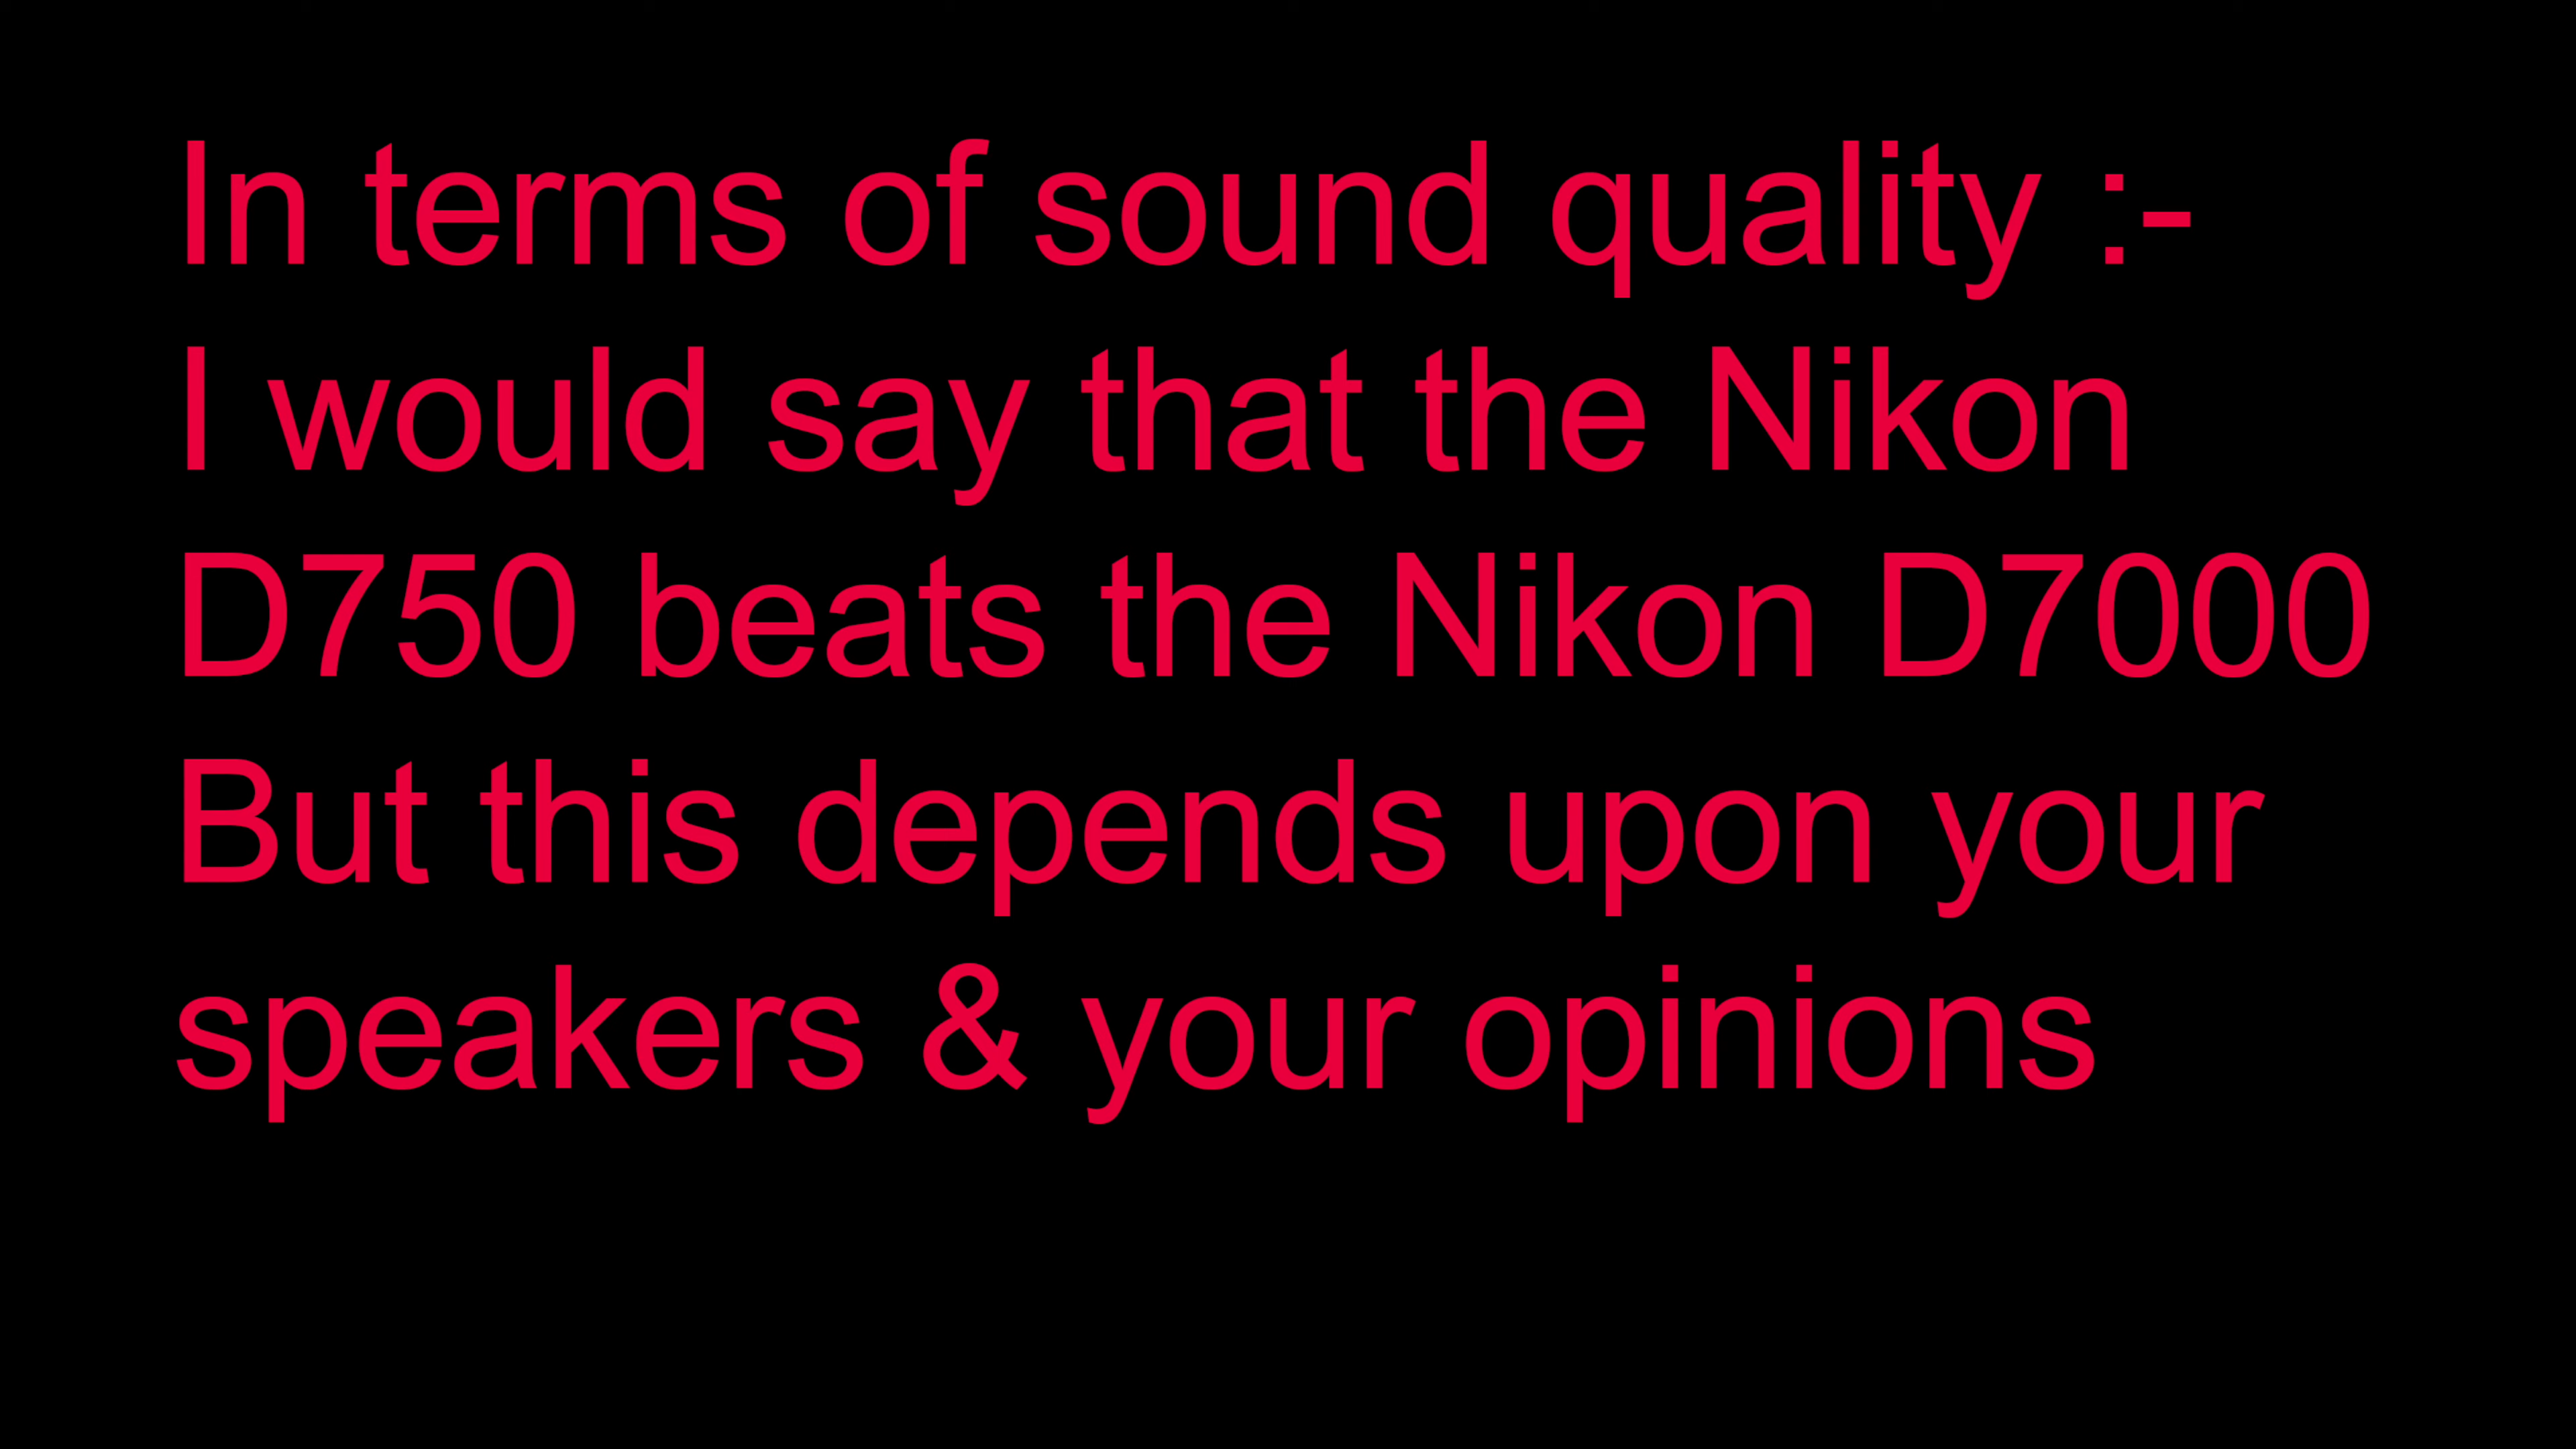 In terms of sound quality :-
I would say that the Nikon
D750 beats the Nikon D7000
But this depends upon your
speakers & your opinions